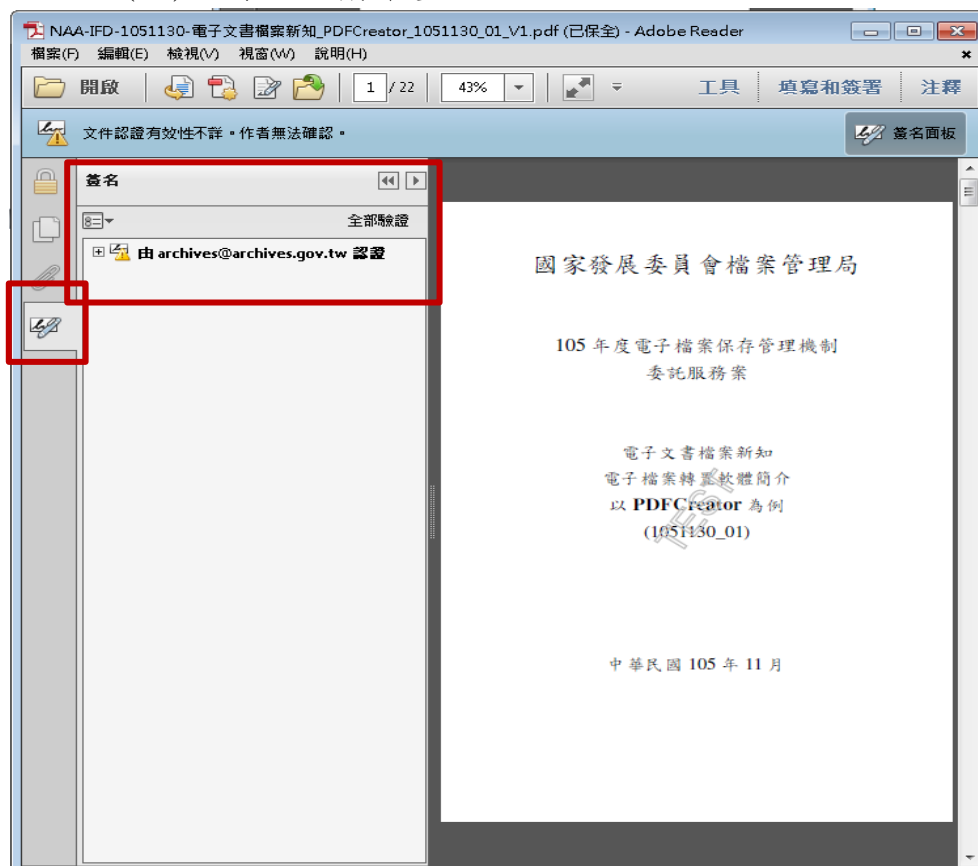 NAA-IFD-1051130-電子文書檔案新知_PDFCreator_1051130_01_V1.pdf (已保全) - Adobe Reader
檔案(F) 編輯(E) 檢視(V) 視窗(W) 說明(H)
開啟 1 / 22 43% 工具 填寫和簽署 注釋
文件認證有效性不詳。作者無法確認。 簽名面板
簽名
全部驗證
由 archives@archives.gov.tw 認證
國家發展委員會檔案管理局
105 年度電子檔案保存管理機制
委託服務案
電子文書檔案新知
電子檔案轉置軟體簡介
以 PDFCreator 為例
(1051130_01)
TEST
中華民國 105 年 11 月